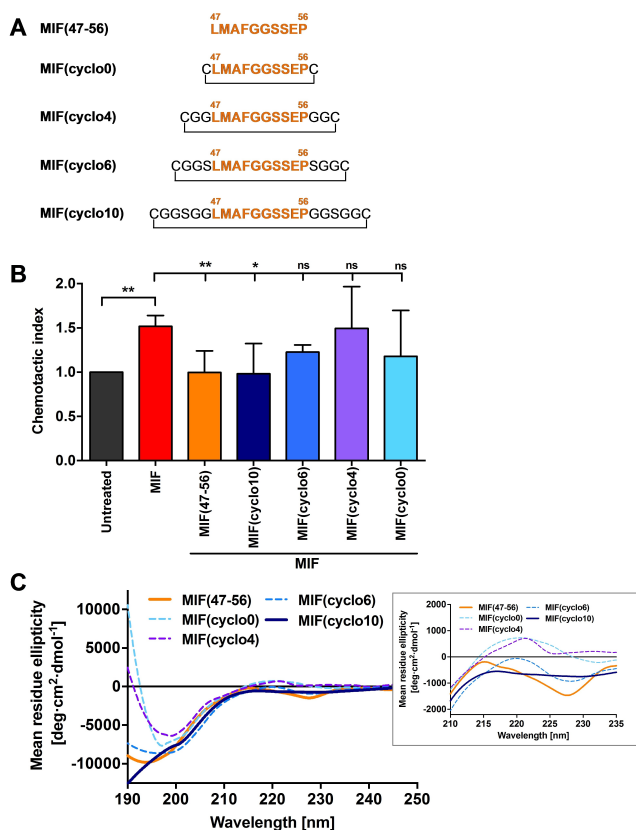 A
MIF(47-56)
47 56
LMAFGGSSEP
MIF(cyclo0)
47 56
CLMAFGGSSEPC
MIF(cyclo4)
47 56
CGGLMAFGGSSEPGGC
MIF(cyclo6)
47 56
CGGSLMAFGGSSEPSGGC
MIF(cyclo10)
47 56
CGGSGGLMAFGGSSEPGGSGGC
B
** ** * ns ns ns
Chemotactic index
2.0
1.5
1.0
0.5
0.0
Untreated
MIF
MIF(47-56)
MIF(cyclo10)
MIF(cyclo6)
MIF(cyclo4)
MIF(cyclo0)
MIF
C
Mean residue ellipticity
[deg·cm²·dmol⁻¹]
10000
5000
0
-5000
-10000
MIF(47-56)
MIF(cyclo0)
MIF(cyclo4)
MIF(cyclo6)
MIF(cyclo10)
190 200 210 220 230 240 250
Wavelength [nm]
Mean residue ellipticity
[deg·cm²·dmol⁻¹]
2000
1000
0
-1000
-2000
MIF(47-56)
MIF(cyclo0)
MIF(cyclo4)
MIF(cyclo6)
MIF(cyclo10)
210 215 220 225 230 235
Wavelength [nm]